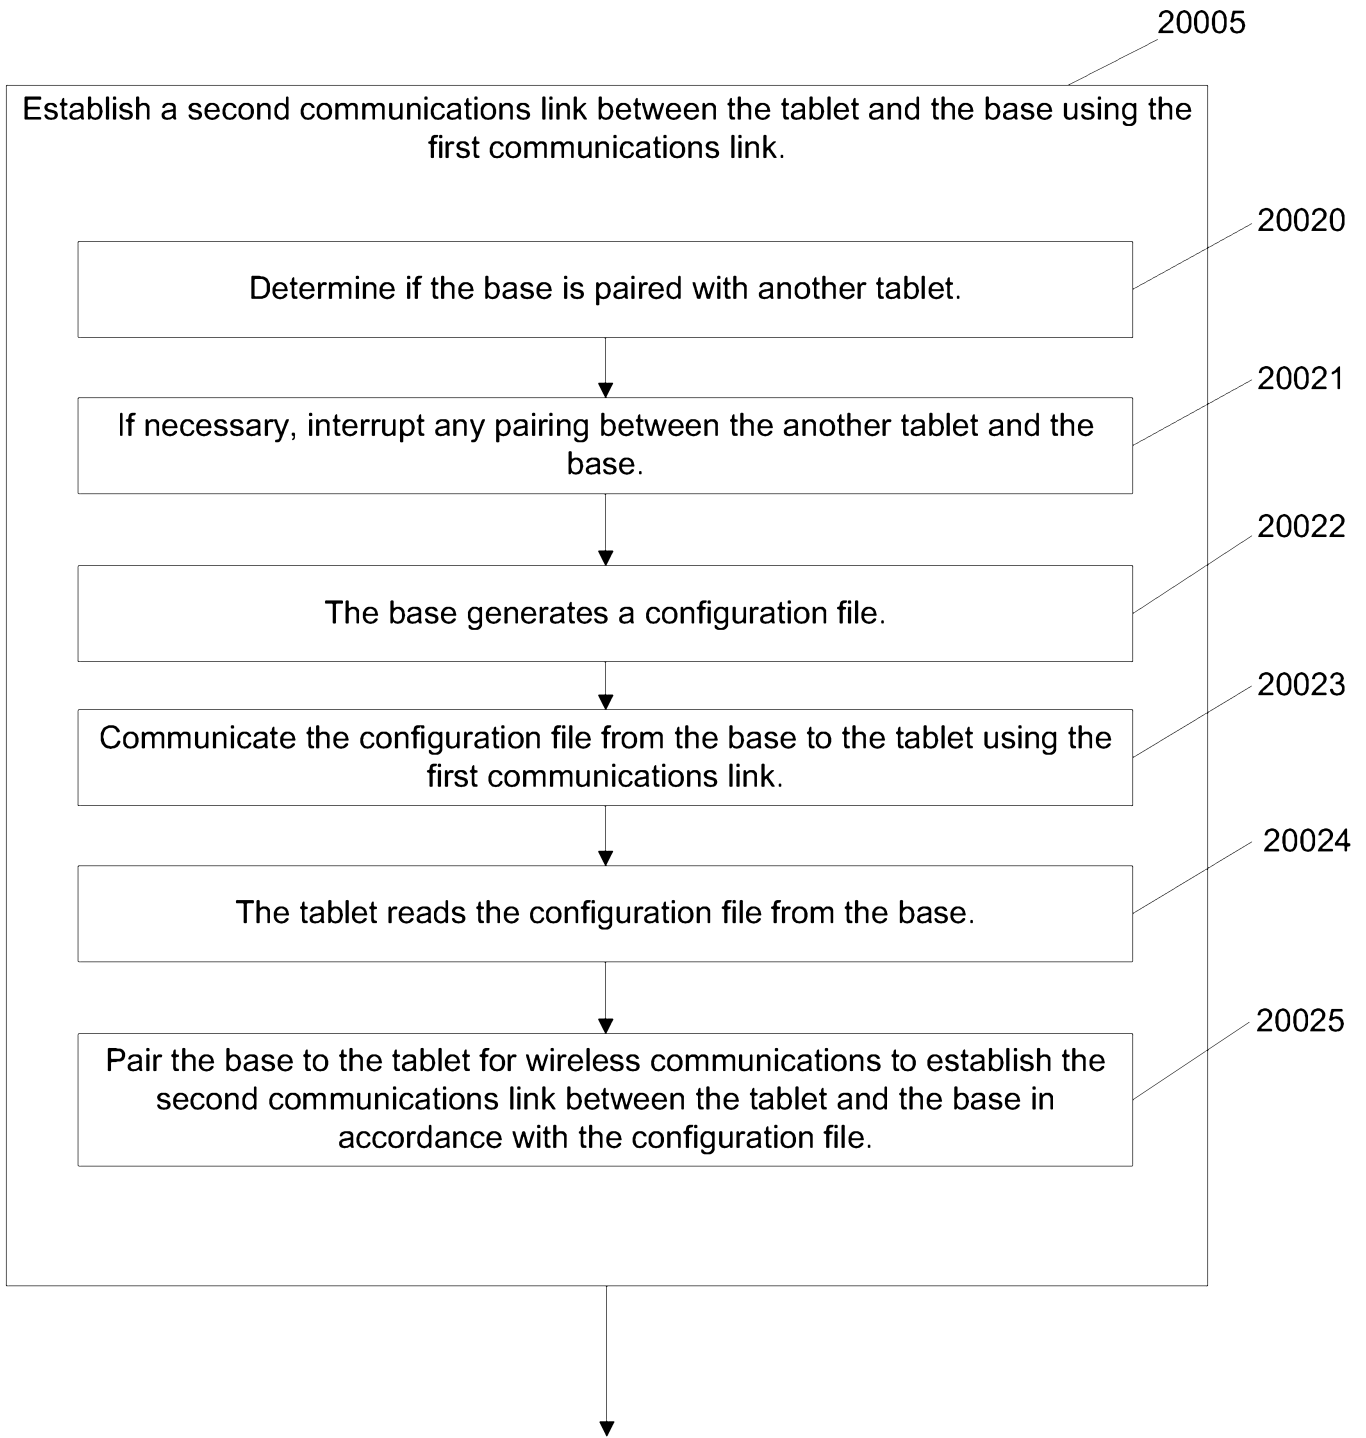 20005
Establish a second communications link between the tablet and the base using the
first communications link.
20020
Determine if the base is paired with another tablet.
20021
If necessary, interrupt any pairing between the another tablet and the
base.
20022
The base generates a configuration file.
20023
Communicate the configuration file from the base to the tablet using the
first communications link.
20024
The tablet reads the configuration file from the base.
20025
Pair the base to the tablet for wireless communications to establish the
second communications link between the tablet and the base in
accordance with the configuration file.